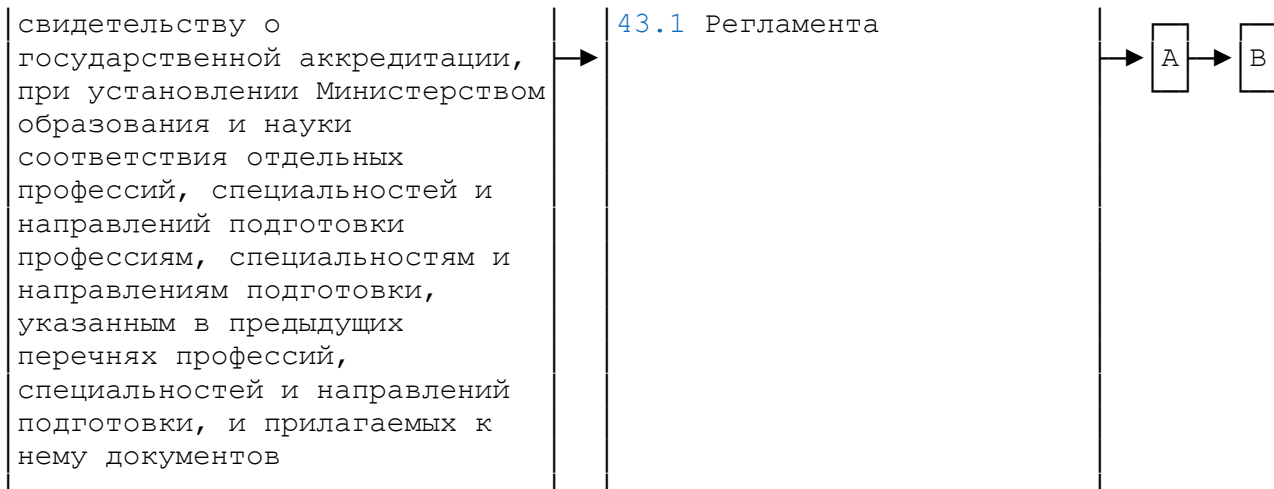 свидетельству о
государственной аккредитации,
при установлении Министерством
образования и науки
соответствия отдельных
профессий, специальностей и
направлений подготовки
профессиям, специальностям и
направлениям подготовки,
указанным в предыдущих
перечнях профессий,
специальностей и направлений
подготовки, и прилагаемых к
нему документов
43.1 Регламента
А
В